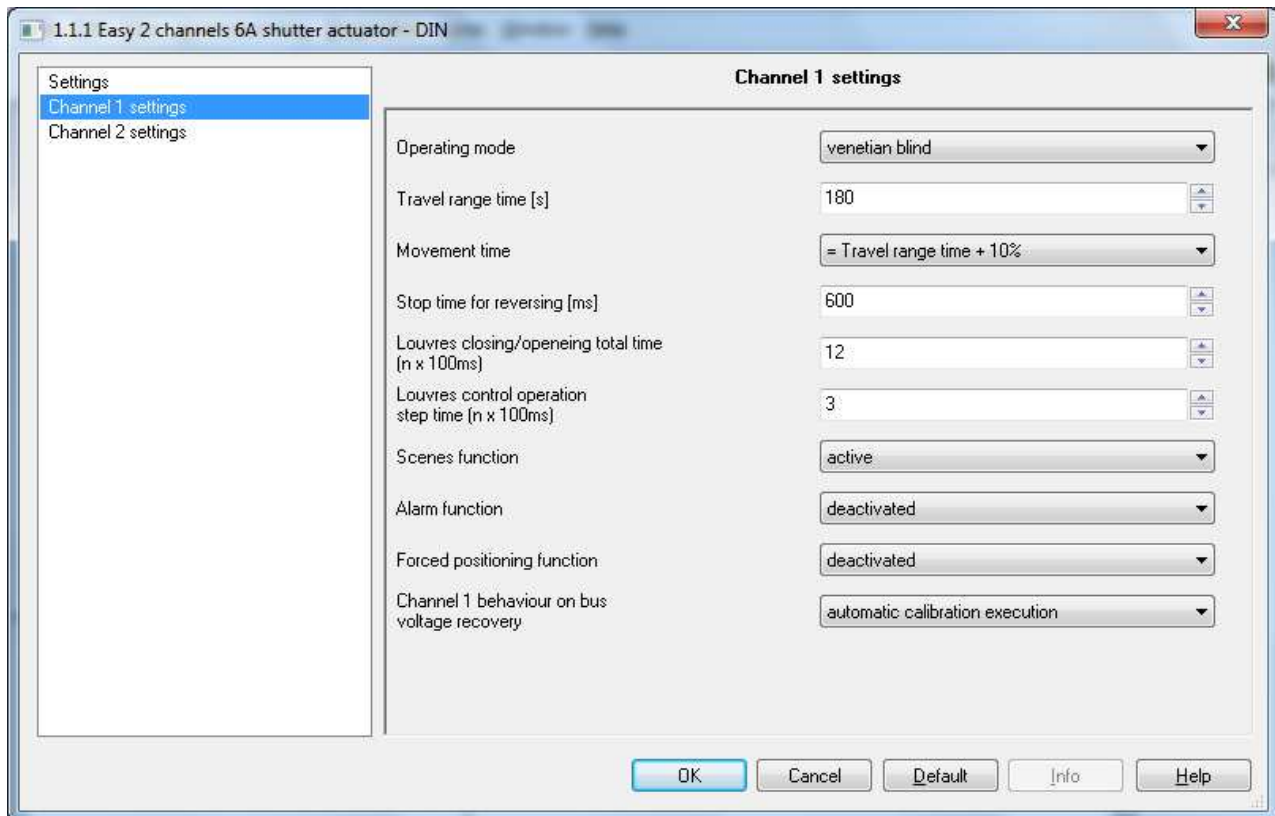 1.1.1 Easy 2 channels 6A shutter actuator - DIN
Settings
Channel 1 settings
Channel 2 settings
Channel 1 settings
Operating mode
venetian blind
Travel range time [s]
180
Movement time
= Travel range time + 10%
Stop time for reversing [ms]
600
Louvres closing/openeing total time
(n x 100ms)
12
Louvres control operation
step time (n x 100ms)
3
Scenes function
active
Alarm function
deactivated
Forced positioning function
deactivated
Channel 1 behaviour on bus
voltage recovery
automatic calibration execution
OK
Cancel
Default
Info
Help